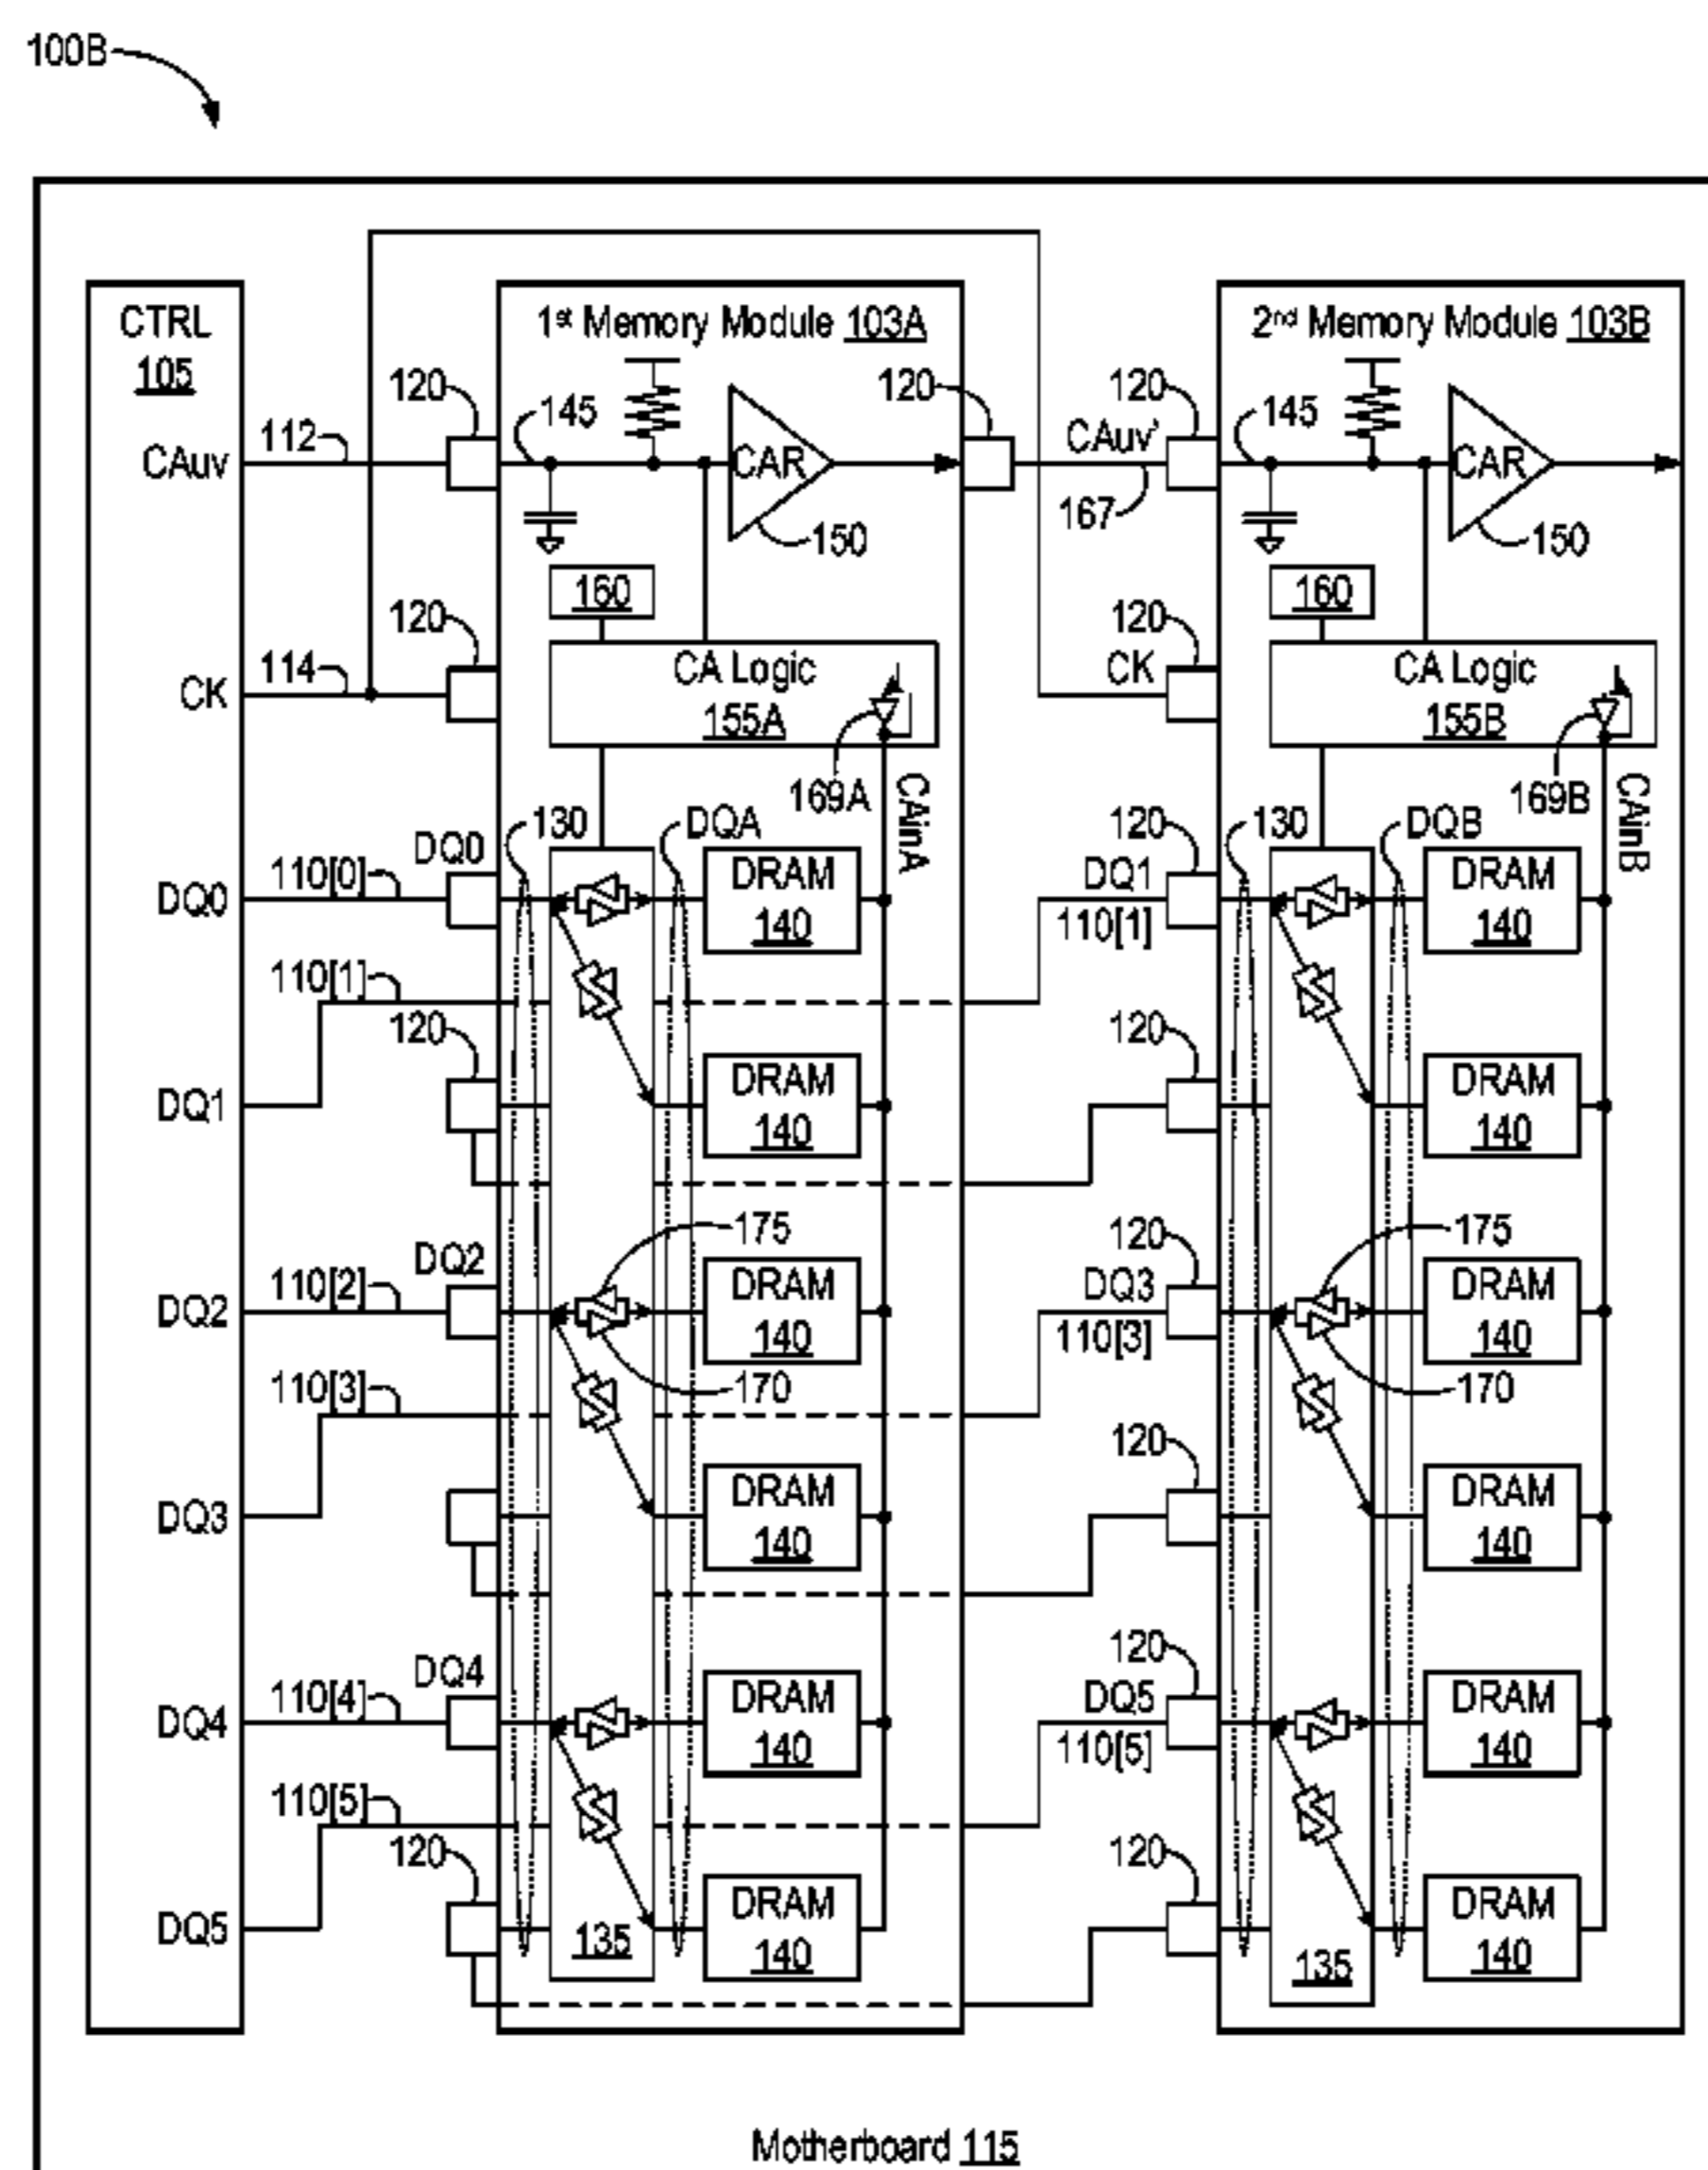 100B
CTRL
105
1st Memory Module 103A
2nd Memory Module 103B
120
120
120
112
145
CAuv'
145
CAuv
CAR
CAR
167
150
150
160
160
120
120
114
CA Logic
CK
CA Logic
CK
155A
155B
169A
CAinA
169B
CAinB
DQ0
130
DQA
120
130
DQB
110[0]
DRAM
DQ1
DRAM
DQ0
140
110[1]
140
110[1]
120
120
DRAM
DRAM
DQ1
140
140
175
175
DQ2
120
110[2]
DRAM
DQ3
DRAM
DQ2
140
110[3]
140
110[3]
170
170
120
DRAM
DRAM
DQ3
140
140
DQ4
120
110[4]
DRAM
DQ5
DRAM
DQ4
140
110[5]
140
110[5]
120
120
DRAM
DRAM
DQ5
135
140
135
140
Motherboard 115